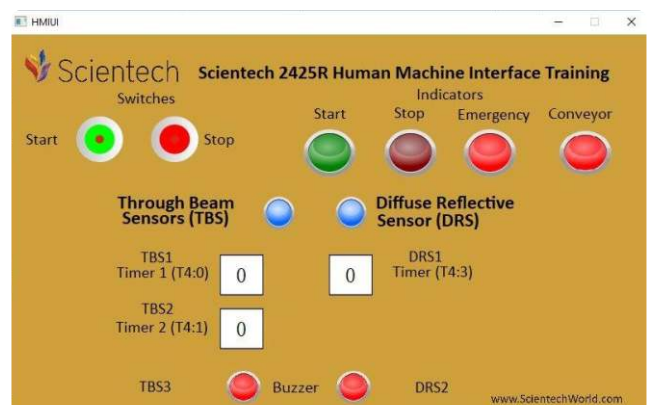 HMIUI
Scientech
Scientech 2425R Human Machine Interface Training
Switches
Indicators
Start
Stop
Start
Stop
Emergency
Conveyor
Through Beam
Sensors (TBS)
Diffuse Reflective
Sensor (DRS)
TBS1
Timer 1 (T4:0)
0
0
DRS1
Timer (T4:3)
TBS2
Timer 2 (T4:1)
0
TBS3
Buzzer
DRS2
www.ScientechWorld.com